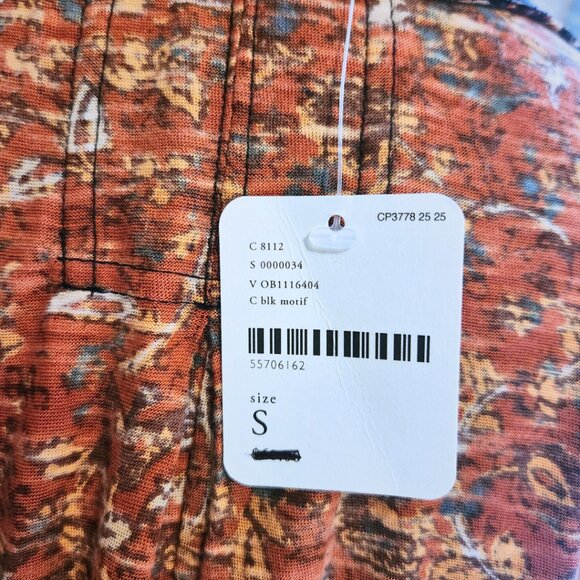 CP3778 25 25
C 8112
S 0000034
V OB1116404
C blk motif
55706162
size
S